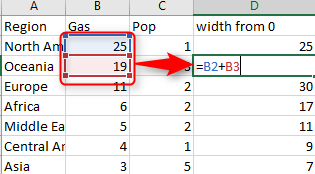 A B C D
Region Gas Pop width from 0
North Am 25 1 25
Oceania 19 =B2+B3
Europe 11 2 30
Africa 6 2 17
Middle Ea 5 2 11
Central Ar 4 1 9
Asia 3 5 7